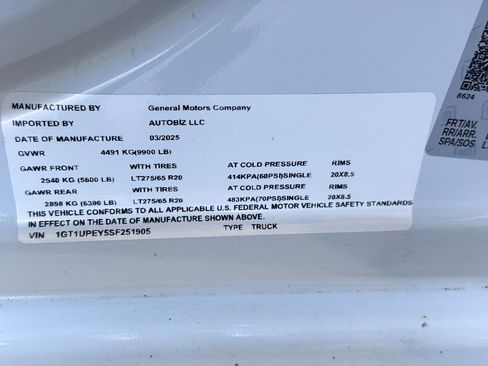 MANUFACTURED BY General Motors Company
IMPORTED BY AUTOBIZ LLC
DATE OF MANUFACTURE 03/2025
GVWR 4491 KG(9900 LB)
GAWR FRONT WITH TIRES AT COLD PRESSURE RIMS
2540 KG (5600 LB) LT275/65 R20 414KPA(60PSI)SINGLE 20X8.5
GAWR REAR WITH TIRES AT COLD PRESSURE RIMS
2898 KG (6390 LB) LT275/65 R20 483KPA(70PSI)SINGLE 20X8.5
THIS VEHICLE CONFORMS TO ALL APPLICABLE U.S. FEDERAL MOTOR VEHICLE SAFETY STANDARDS
IN EFFECT ON THE DATE OF MANUFACTURE SHOWN ABOVE.
VIN 1GT1UPEY5SF251905 TYPE TRUCK
8624
FRT/AV.
RR/ARR.
SPA/SOS